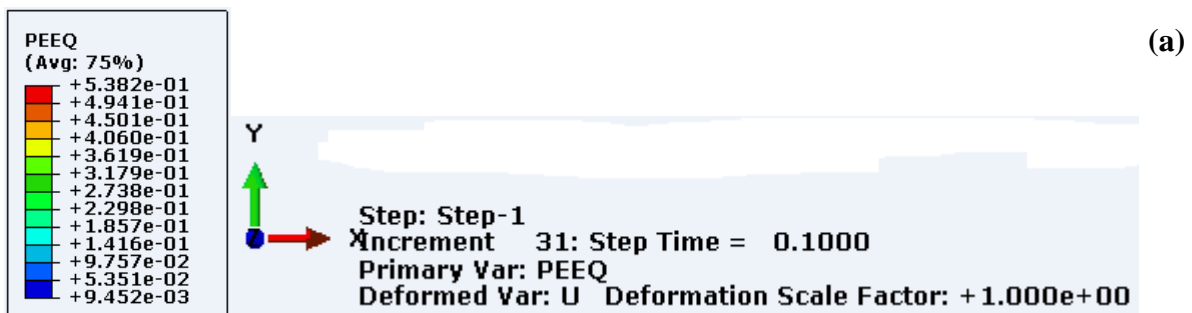 PEEQ
(Avg: 75%)
+5.382e-01
+4.941e-01
+4.501e-01
+4.060e-01
+3.619e-01
+3.179e-01
+2.738e-01
+2.298e-01
+1.857e-01
+1.416e-01
+9.757e-02
+5.351e-02
+9.452e-03
(a)
Y
X
Z
Step: Step-1
Increment 31: Step Time = 0.1000
Primary Var: PEEQ
Deformed Var: U Deformation Scale Factor: +1.000e+00